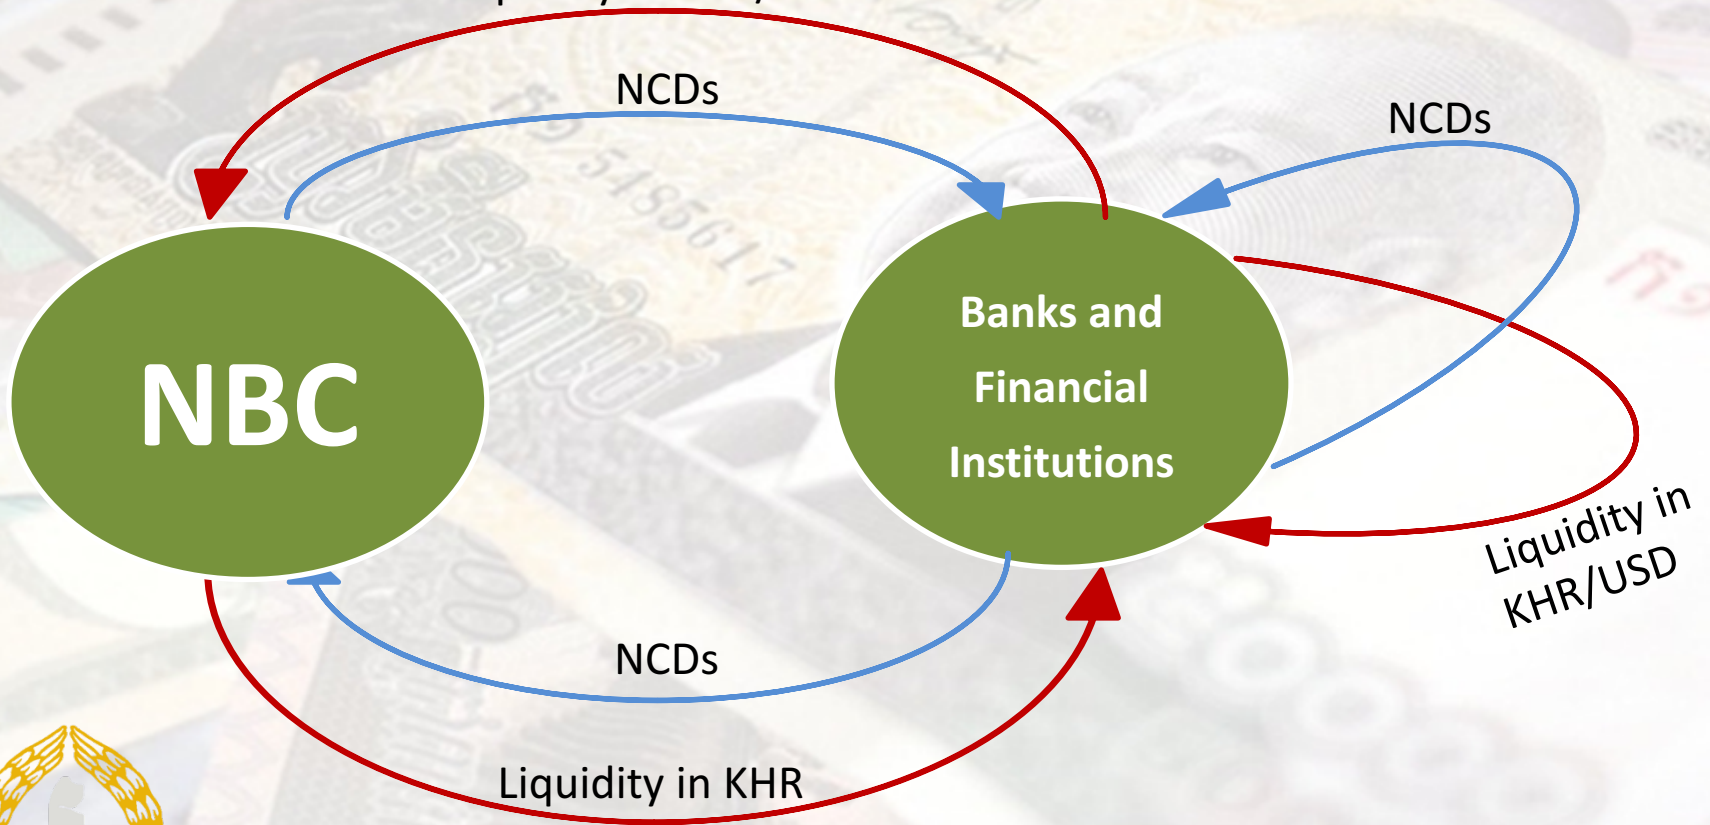 NCDs
NCDs
NBC
Banks and
Financial
Institutions
Liquidity in
KHR/USD
NCDs
Liquidity in KHR